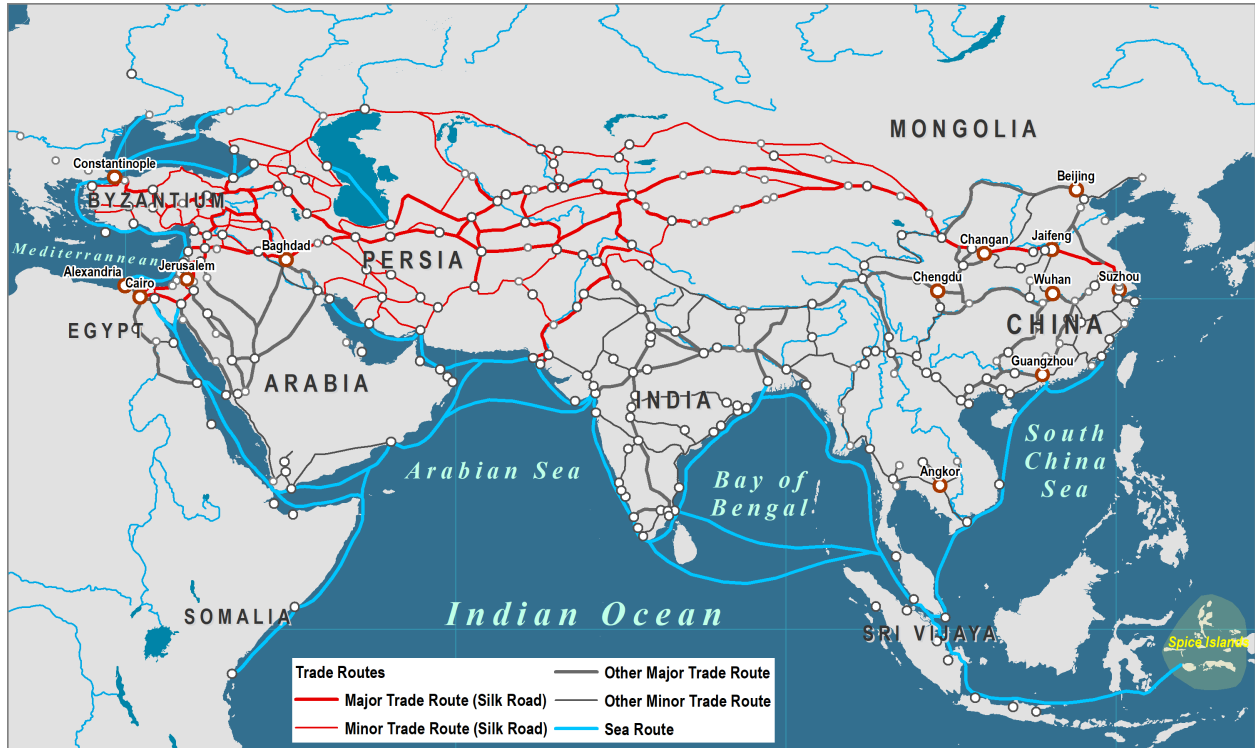 MONGOLIA
Constantinople
Beijing
BYZANTIUM
Mediterrannean
Baghdad
Changan
Jaifeng
PERSIA
Alexandria
Jerusalem
Cairo
Chengdu
Wuhan
Suzhou
EGYPT
CHINA
Guangzhou
ARABIA
INDIA
South
China
Sea
Arabian Sea
Angkor
Bay of
Bengal
Indian Ocean
SOMALIA
SRI VIJAYA
Spice Islands
Trade Routes
Major Trade Route (Silk Road)
Minor Trade Route (Silk Road)
Other Major Trade Route
Other Minor Trade Route
Sea Route